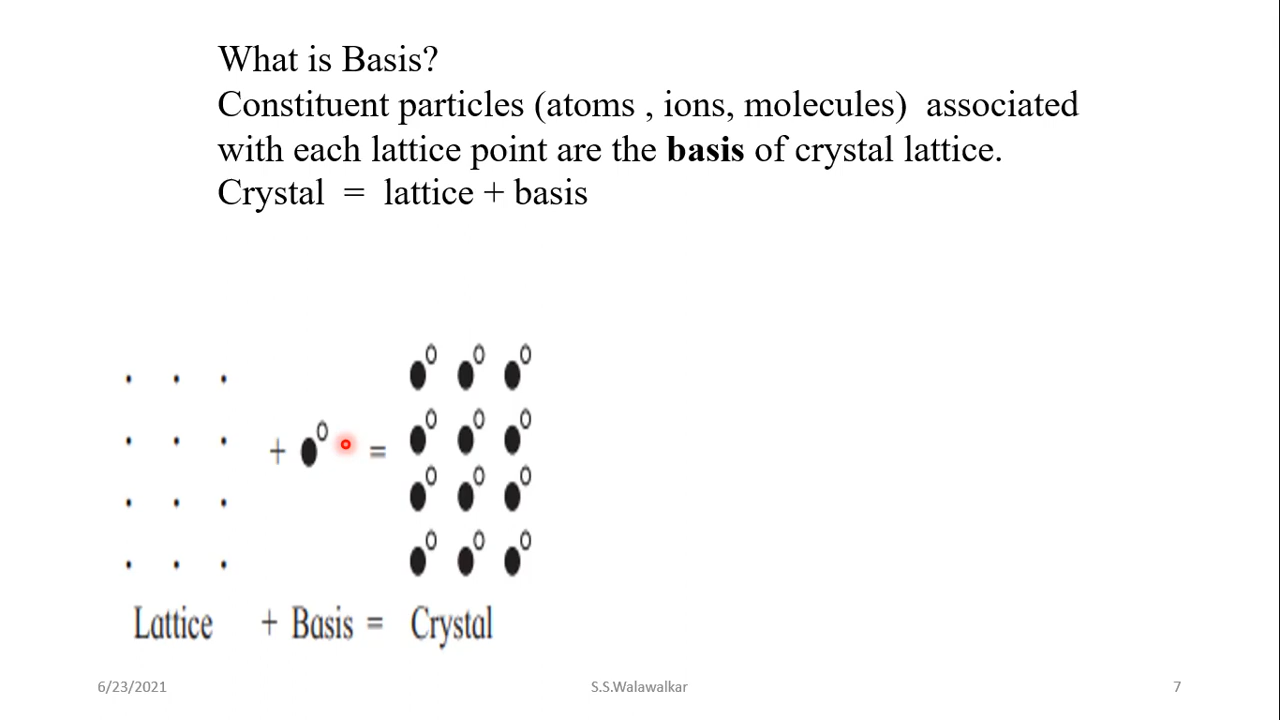 What is Basis?
Constituent particles (atoms , ions, molecules)  associated
with each lattice point are the basis of crystal lattice.
Crystal  =  lattice + basis
+ =
Lattice + Basis = Crystal
6/23/2021 S.S.Walawalkar 7